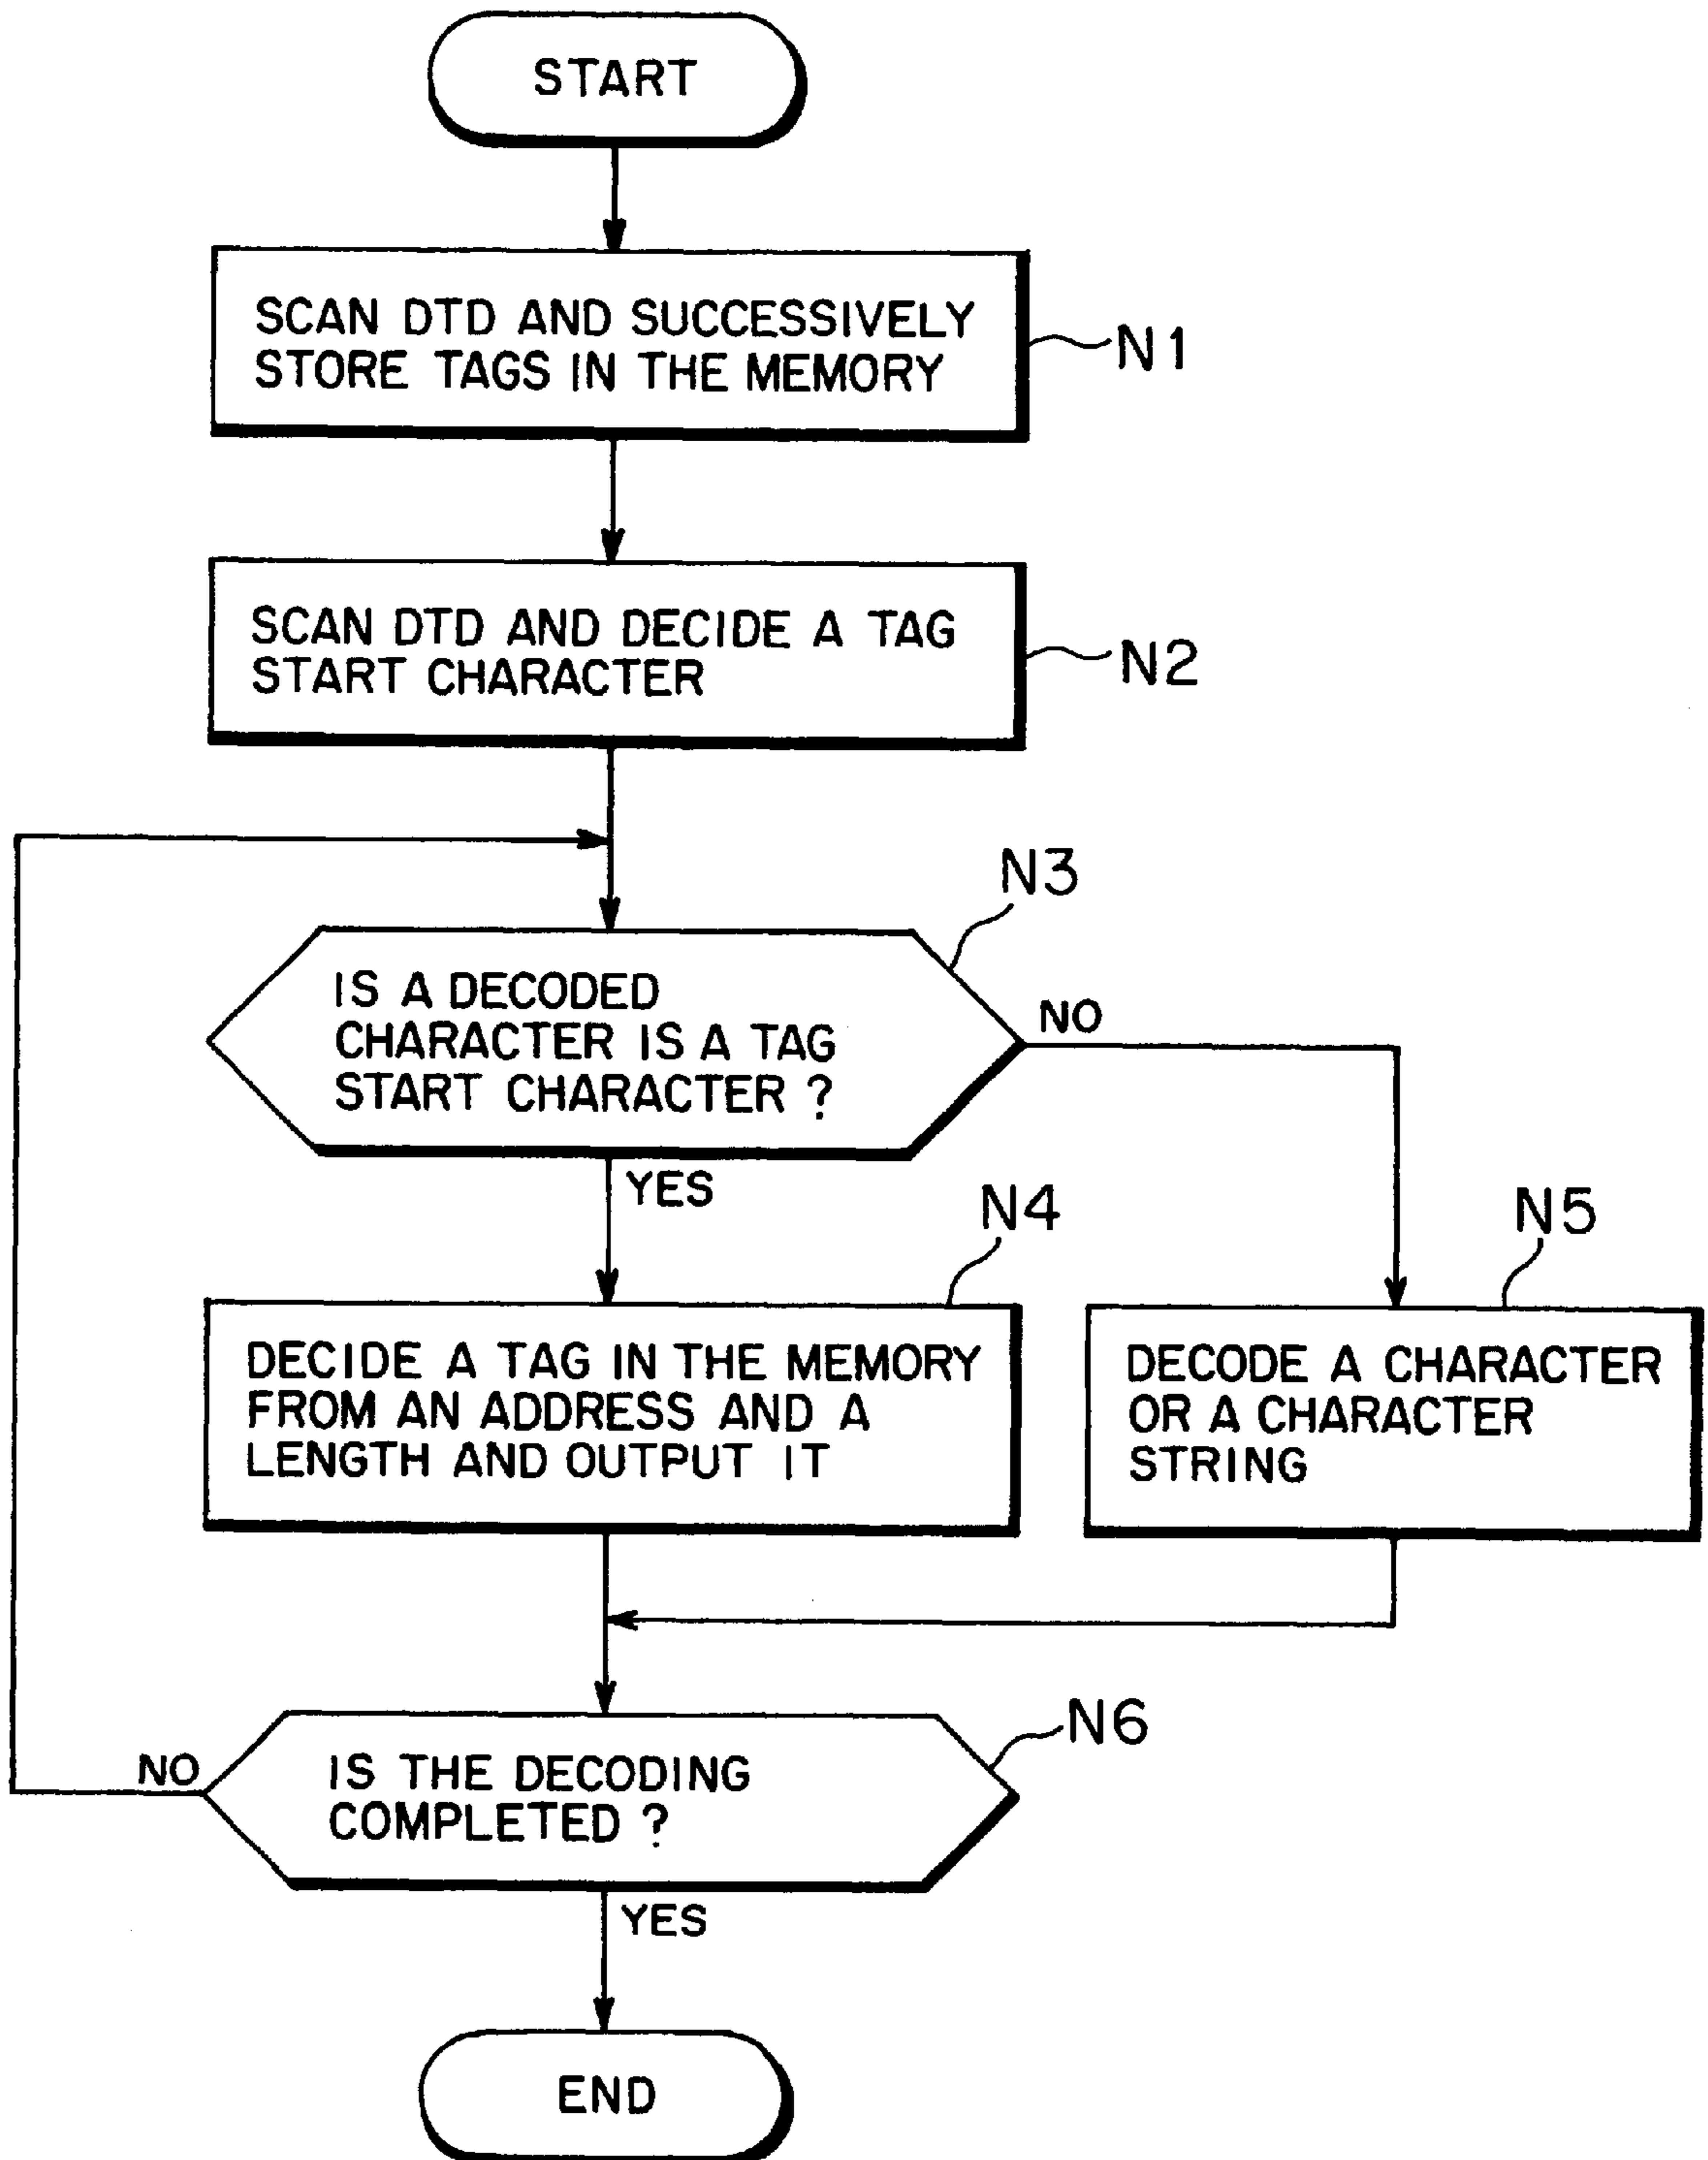 START
SCAN DTD AND SUCCESSIVELY
STORE TAGS IN THE MEMORY
N1
SCAN DTD AND DECIDE A TAG
START CHARACTER
N2
N3
IS A DECODED
CHARACTER IS A TAG
START CHARACTER ?
NO
YES
N4
DECIDE A TAG IN THE MEMORY
FROM AN ADDRESS AND A
LENGTH AND OUTPUT IT
N5
DECODE A CHARACTER
OR A CHARACTER
STRING
N6
NO
IS THE DECODING
COMPLETED ?
YES
END